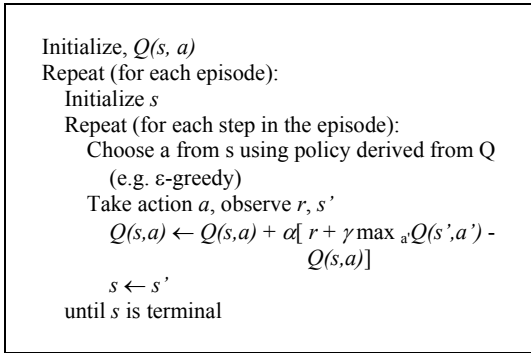 Initialize, Q(s, a)
Repeat (for each episode):
Initialize s
Repeat (for each step in the episode):
Choose a from s using policy derived from Q
(e.g. ε-greedy)
Take action a, observe r, s’
Q(s,a) ← Q(s,a) + α[ r + γ max a'Q(s’,a’) -
Q(s,a)]
s ← s’
until s is terminal